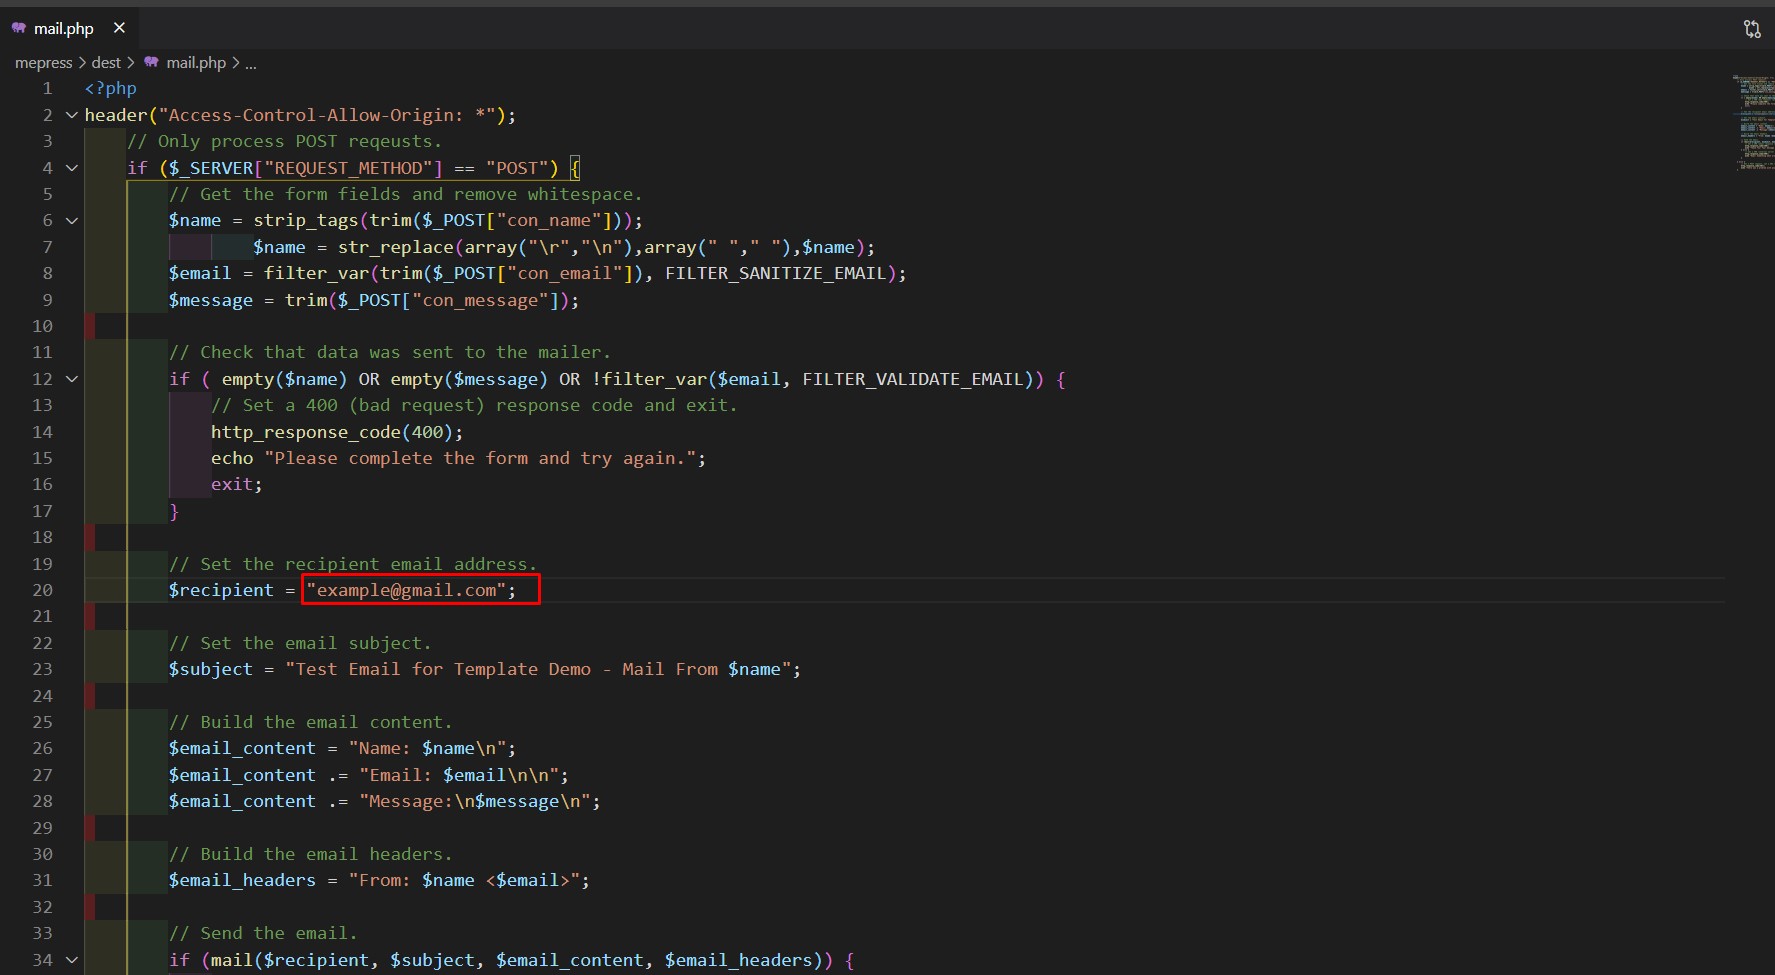 mail.php
mepress > dest > mail.php > ...
1 <?php
2 header("Access-Control-Allow-Origin: *");
3 // Only process POST reqeusts.
4 if ($_SERVER["REQUEST_METHOD"] == "POST") {
5 // Get the form fields and remove whitespace.
6 $name = strip_tags(trim($_POST["con_name"]));
7 $name = str_replace(array("\r","\n"),array(" "," "),$name);
8 $email = filter_var(trim($_POST["con_email"]), FILTER_SANITIZE_EMAIL);
9 $message = trim($_POST["con_message"]);
10
11 // Check that data was sent to the mailer.
12 if ( empty($name) OR empty($message) OR !filter_var($email, FILTER_VALIDATE_EMAIL)) {
13 // Set a 400 (bad request) response code and exit.
14 http_response_code(400);
15 echo "Please complete the form and try again.";
16 exit;
17 }
18
19 // Set the recipient email address.
20 $recipient = "example@gmail.com";
21
22 // Set the email subject.
23 $subject = "Test Email for Template Demo - Mail From $name";
24
25 // Build the email content.
26 $email_content = "Name: $name\n";
27 $email_content .= "Email: $email\n\n";
28 $email_content .= "Message:\n$message\n";
29
30 // Build the email headers.
31 $email_headers = "From: $name <$email>";
32
33 // Send the email.
34 if (mail($recipient, $subject, $email_content, $email_headers)) {